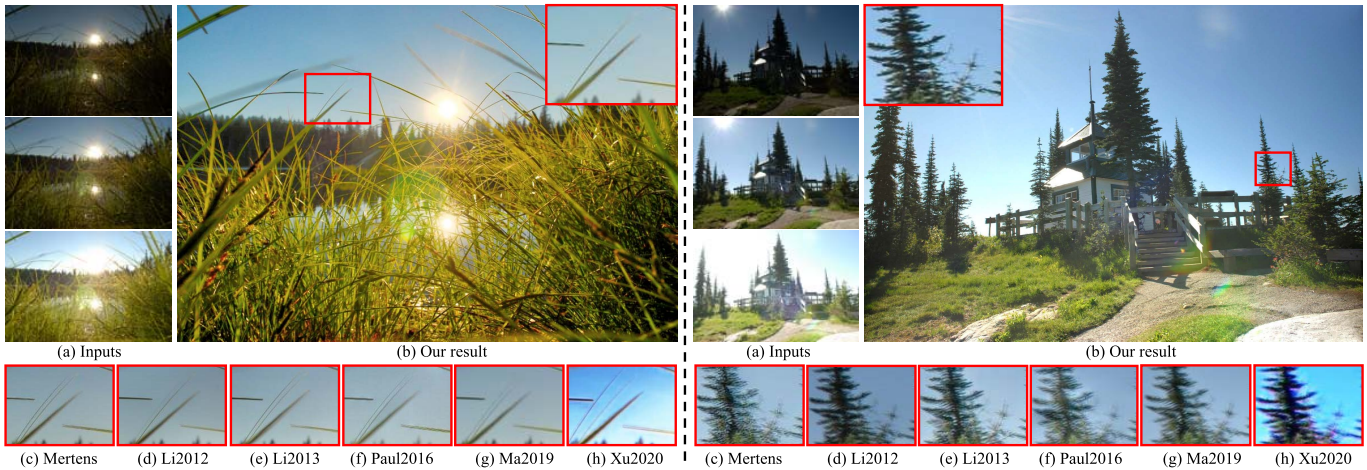 (a) Inputs
(b) Our result
(c) Mertens
(d) Li2012
(e) Li2013
(f) Paul2016
(g) Ma2019
(h) Xu2020
(a) Inputs
(b) Our result
(c) Mertens
(d) Li2012
(e) Li2013
(f) Paul2016
(g) Ma2019
(h) Xu2020